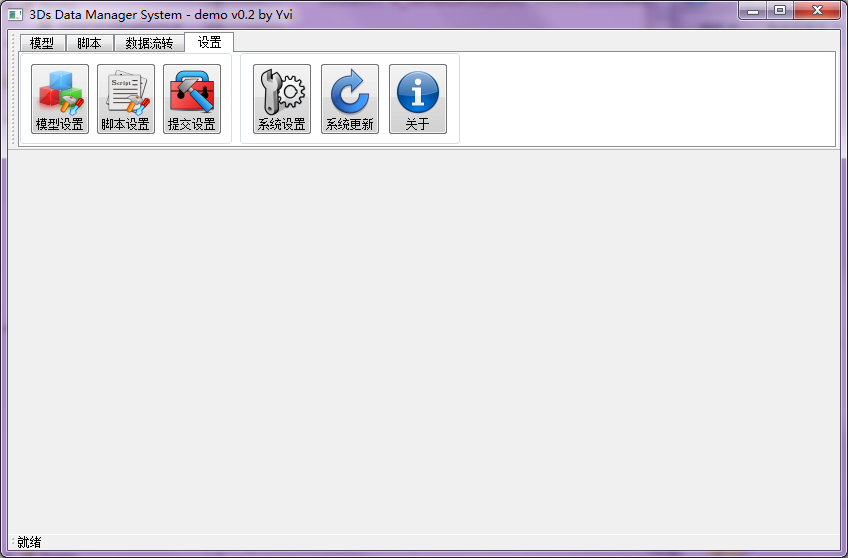 3Ds Data Manager System - demo v0.2 by Yvi
模型 脚本 数据流转 设置
Script
模型设置 脚本设置 提交设置 系统设置 系统更新 关于
就绪